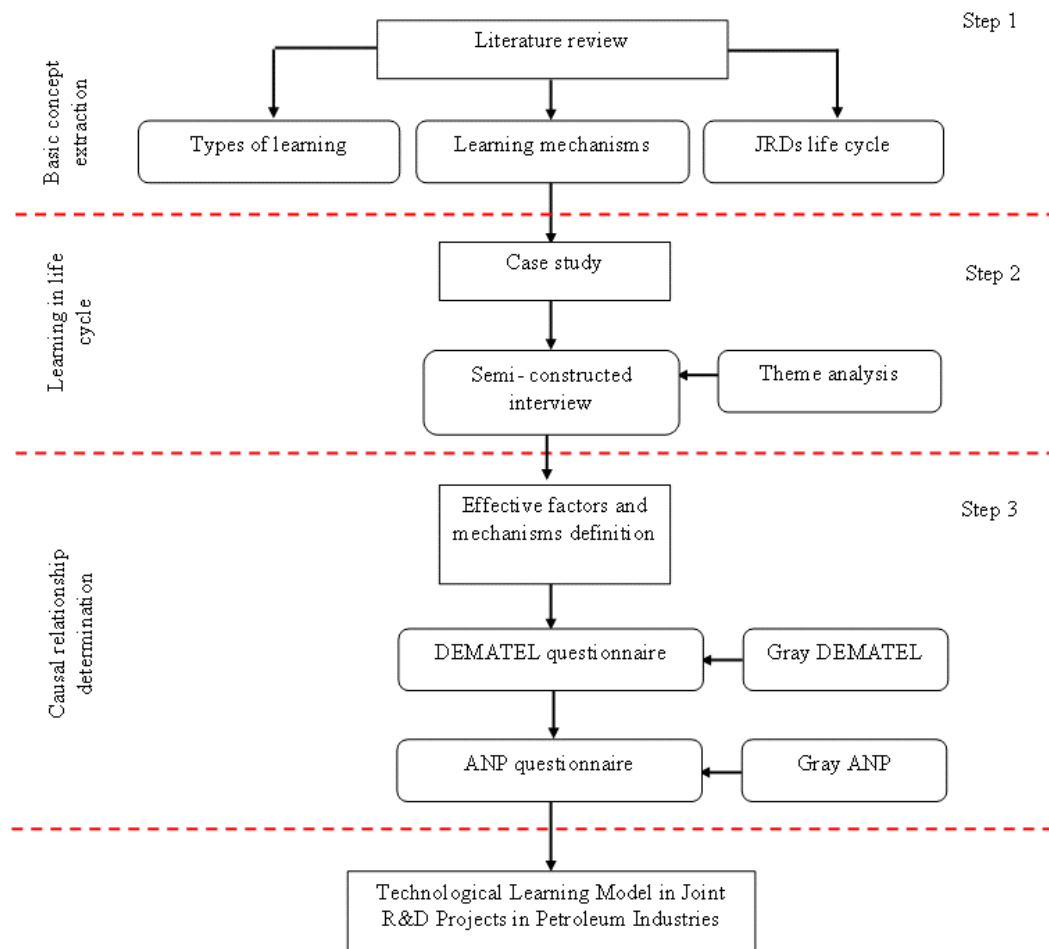 Step 1
Literature review
Basic concept
extraction
Types of learning
Learning mechanisms
JRDs life cycle
Learning in life
cycle
Case study
Step 2
Semi- constructed
interview
Theme analysis
Causal relationship
determination
Effective factors and
mechanisms definition
Step 3
DEMATEL questionnaire
Gray DEMATEL
ANP questionnaire
Gray ANP
Technological Learning Model in Joint
R&D Projects in Petroleum Industries